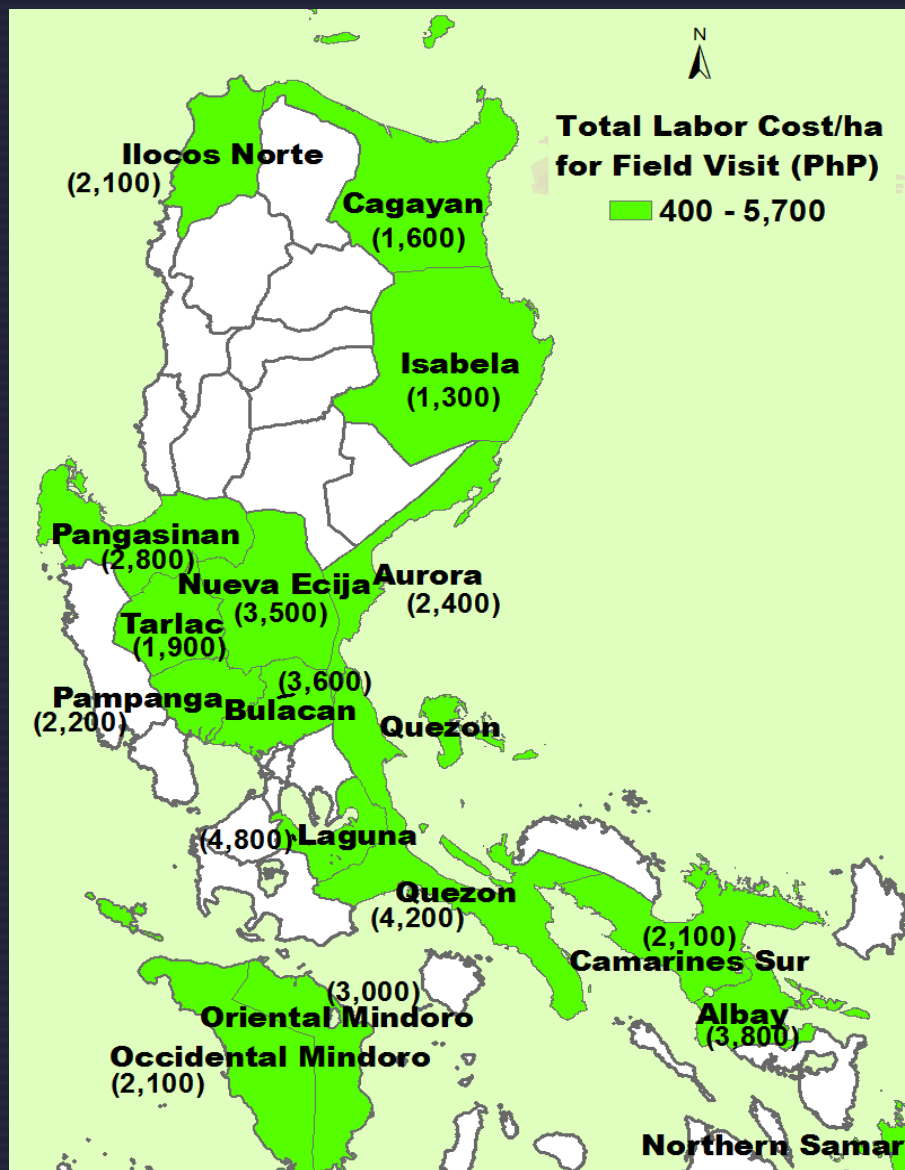 N
Total Labor Cost/ha
for Field Visit (PhP)
400 - 5,700
Ilocos Norte
(2,100)
Cagayan
(1,600)
Isabela
(1,300)
Pangasinan
(2,800)
Nueva Ecija
(3,500)
Aurora
(2,400)
Tarlac
(1,900)
Pampanga
(2,200)
(3,600)
Bulacan
Quezon
(4,800)
Laguna
Quezon
(4,200)
(2,100)
Camarines Sur
Albay
(3,800)
(3,000)
Oriental Mindoro
Occidental Mindoro
(2,100)
Northern Samar